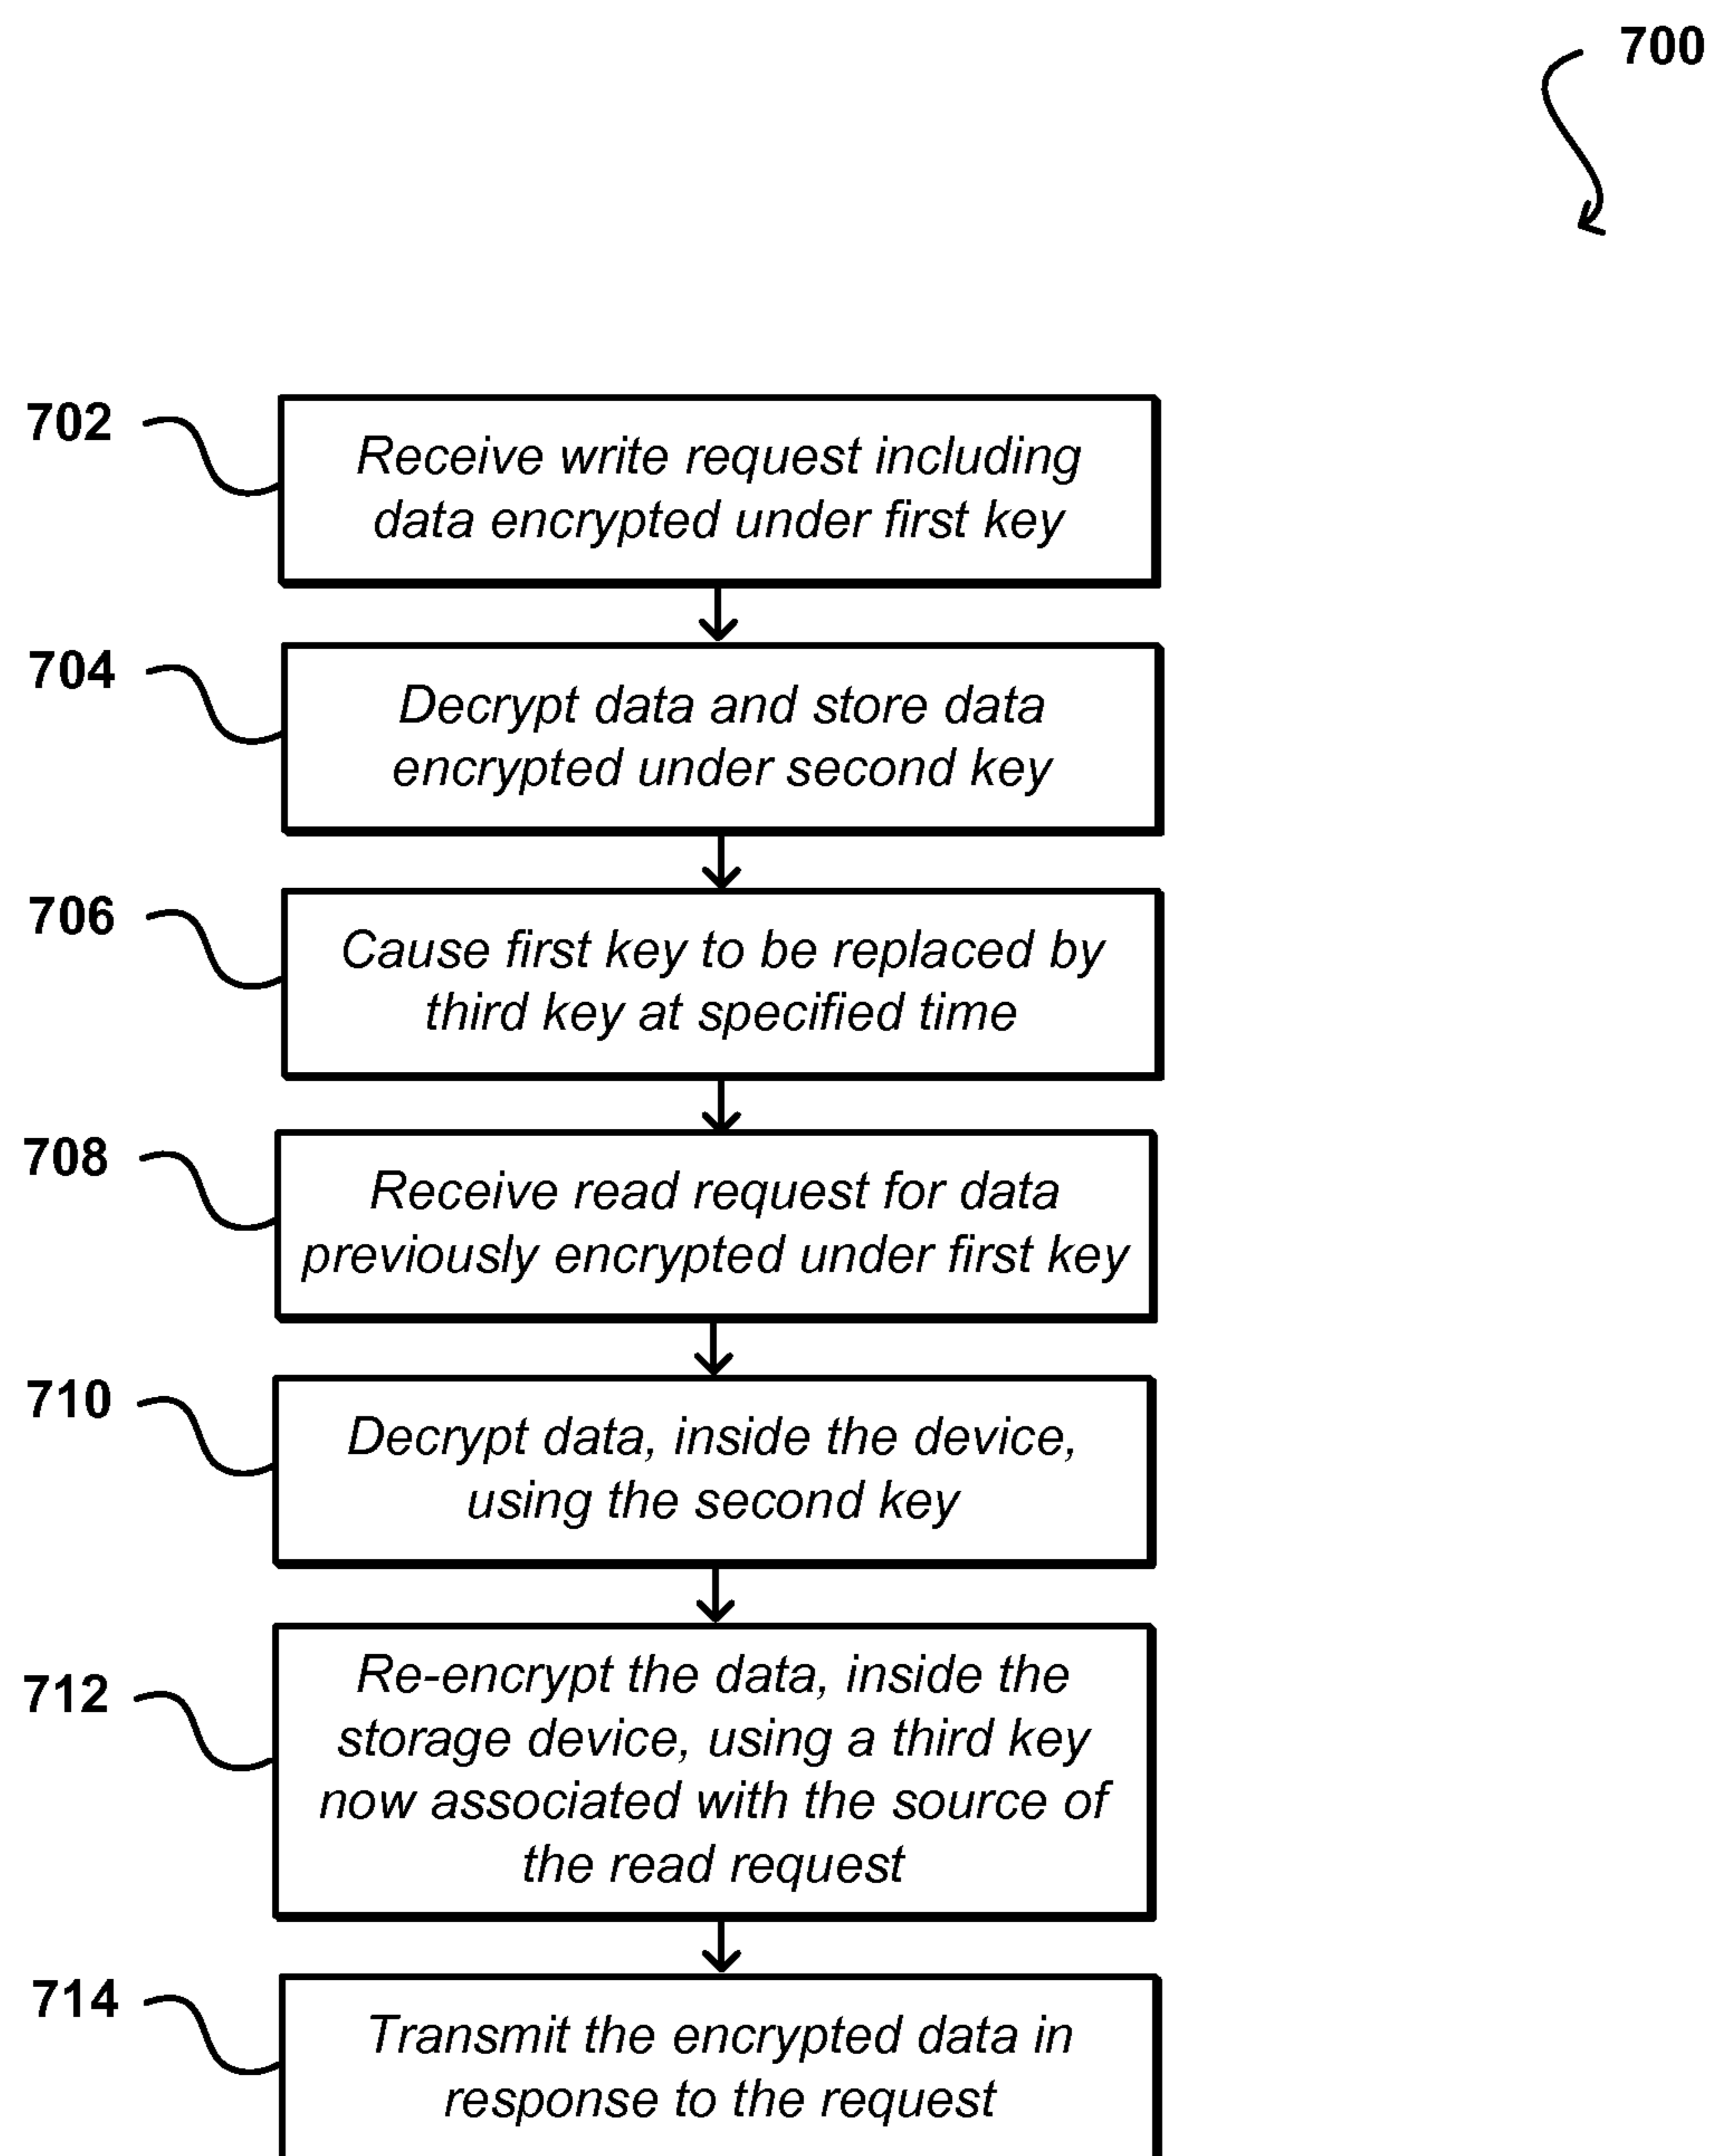 700
702
Receive write request including
data encrypted under first key
704
Decrypt data and store data
encrypted under second key
706
Cause first key to be replaced by
third key at specified time
708
Receive read request for data
previously encrypted under first key
710
Decrypt data, inside the device,
using the second key
712
Re-encrypt the data, inside the
storage device, using a third key
now associated with the source of
the read request
714
Transmit the encrypted data in
response to the request